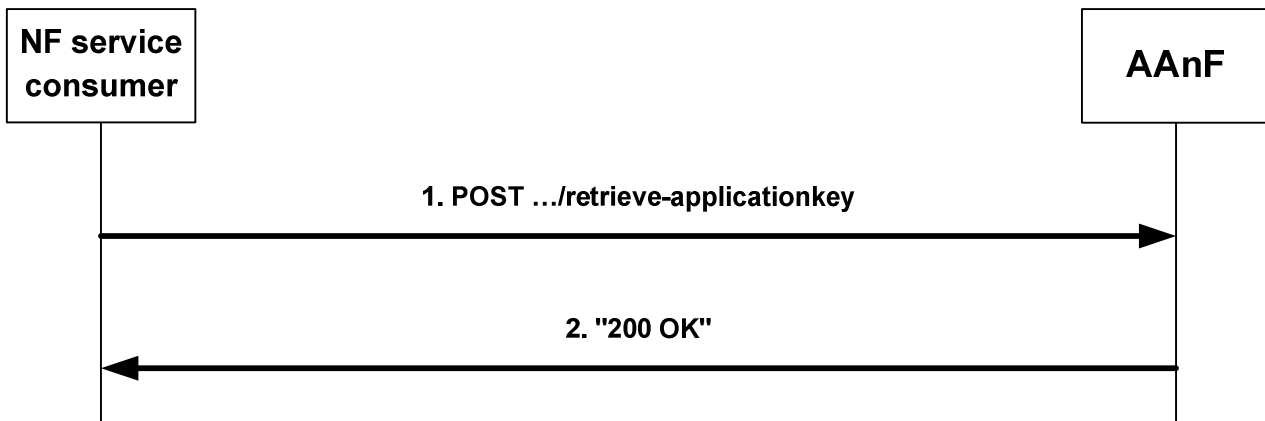 NF service
consumer
AAnF
1. POST …/retrieve-applicationkey
2. "200 OK"